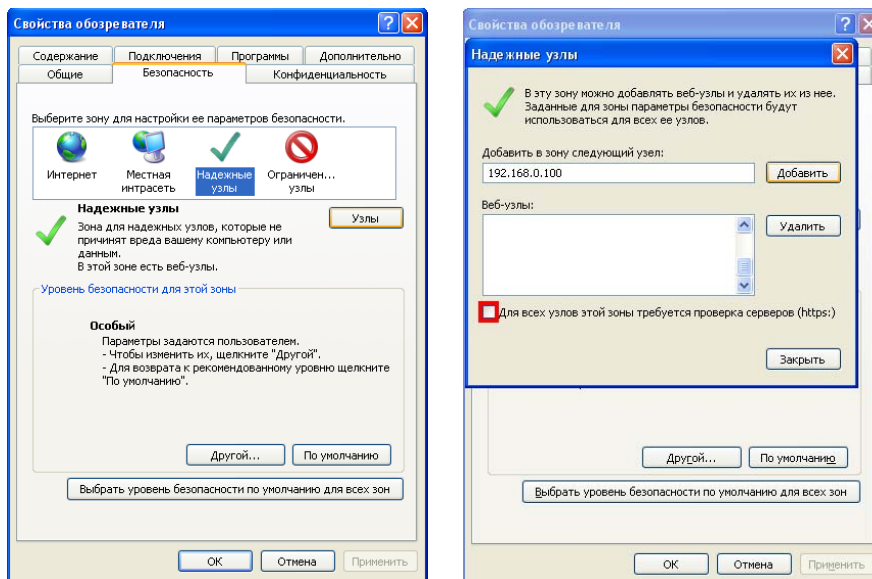 Свойства обозревателя
Содержание Подключения Программы Дополнительно
Общие Безопасность Конфиденциальность
Выберите зону для настройки ее параметров безопасности.
Интернет Местная интрасеть Надежные узлы Ограничен... узлы
Надежные узлы
Узлы
Зона для надежных узлов, которые не
причинят вреда вашему компьютеру или
данным.
В этой зоне есть веб-узлы.
Уровень безопасности для этой зоны
Особый
Параметры задаются пользователем.
- Чтобы изменить их, щелкните "Другой".
- Для возврата к рекомендованному уровню щелкните
"По умолчанию".
Другой... По умолчанию
Выбрать уровень безопасности по умолчанию для всех зон
OK Отмена Применить
Свойства обозревателя
Надежные узлы
В эту зону можно добавлять веб-узлы и удалять их из нее.
Заданные для зоны параметры безопасности будут
использоваться для всех ее узлов.
Добавить в зону следующий узел:
192.168.0.100 Добавить
Веб-узлы:
Удалить
Для всех узлов этой зоны требуется проверка серверов (https:)
Закрыть
Другой... По умолчанию
Выбрать уровень безопасности по умолчанию для всех зон
OK Отмена Применить